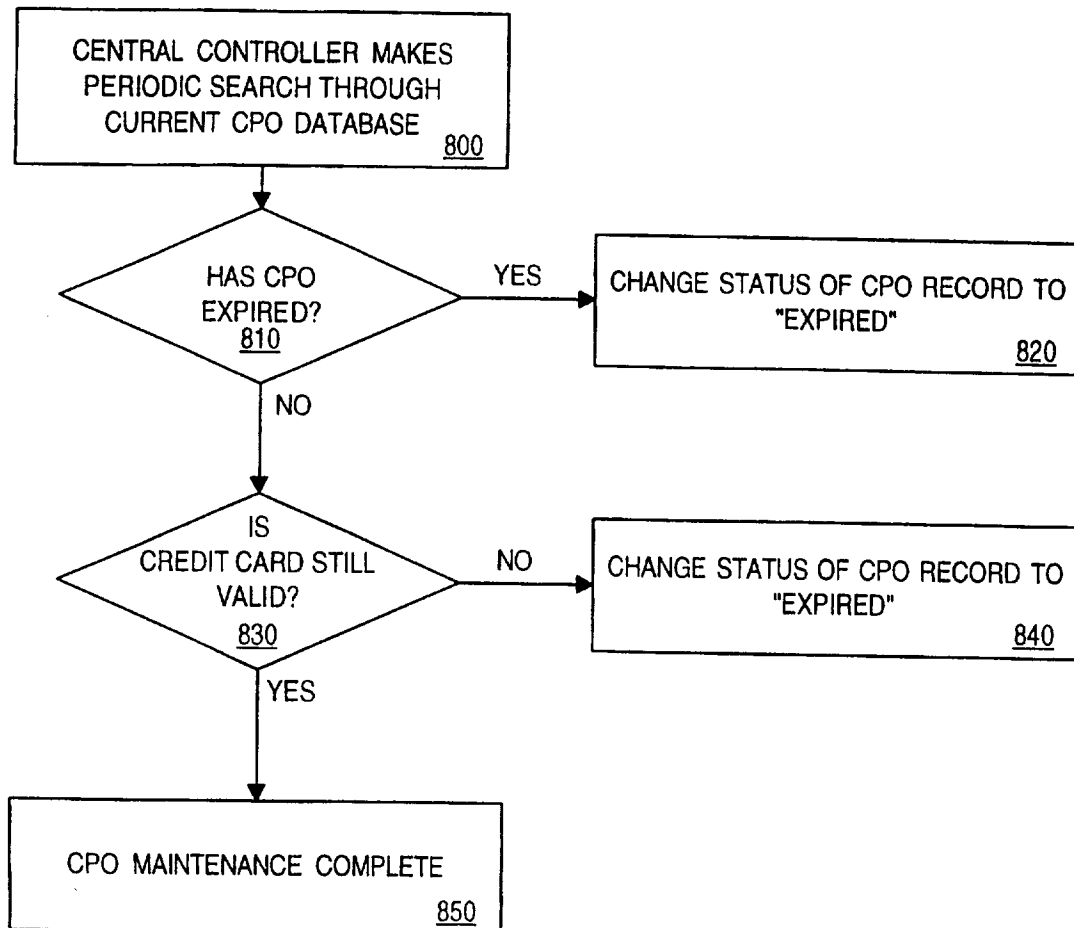 CENTRAL CONTROLLER MAKES
PERIODIC SEARCH THROUGH
CURRENT CPO DATABASE
800
HAS CPO
EXPIRED?
810
YES
CHANGE STATUS OF CPO RECORD TO
"EXPIRED"
820
NO
IS
CREDIT CARD STILL
VALID?
830
NO
CHANGE STATUS OF CPO RECORD TO
"EXPIRED"
840
YES
CPO MAINTENANCE COMPLETE
850